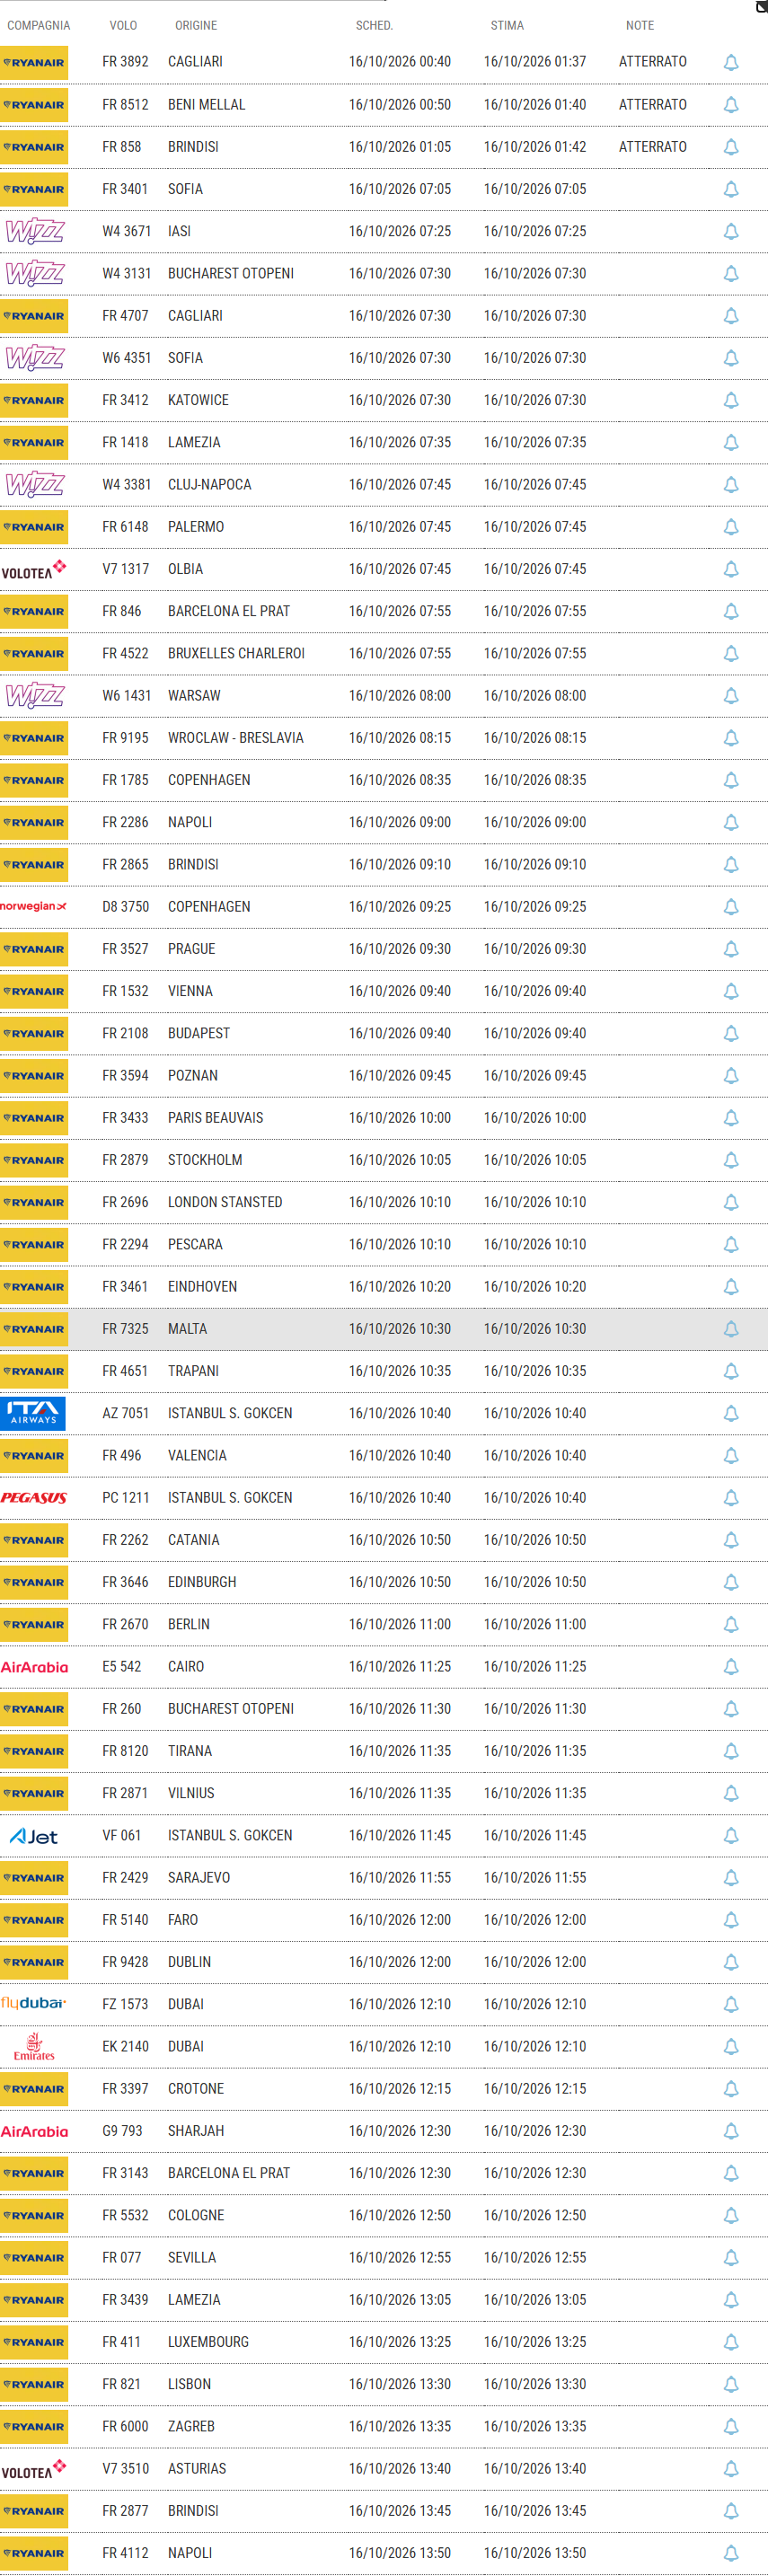 COMPAGNIA VOLO ORIGINE SCHED. STIMA NOTE
RYANAIR FR 3892 CAGLIARI 16/10/2026 00:40 16/10/2026 01:37 ATTERRATO
RYANAIR FR 8512 BENI MELLAL 16/10/2026 00:50 16/10/2026 01:40 ATTERRATO
RYANAIR FR 858 BRINDISI 16/10/2026 01:05 16/10/2026 01:42 ATTERRATO
RYANAIR FR 3401 SOFIA 16/10/2026 07:05 16/10/2026 07:05
WIZZ W4 3671 IASI 16/10/2026 07:25 16/10/2026 07:25
WIZZ W4 3131 BUCHAREST OTOPENI 16/10/2026 07:30 16/10/2026 07:30
RYANAIR FR 4707 CAGLIARI 16/10/2026 07:30 16/10/2026 07:30
WIZZ W6 4351 SOFIA 16/10/2026 07:30 16/10/2026 07:30
RYANAIR FR 3412 KATOWICE 16/10/2026 07:30 16/10/2026 07:30
RYANAIR FR 1418 LAMEZIA 16/10/2026 07:35 16/10/2026 07:35
WIZZ W4 3381 CLUJ-NAPOCA 16/10/2026 07:45 16/10/2026 07:45
RYANAIR FR 6148 PALERMO 16/10/2026 07:45 16/10/2026 07:45
VOLOTEA V7 1317 OLBIA 16/10/2026 07:45 16/10/2026 07:45
RYANAIR FR 846 BARCELONA EL PRAT 16/10/2026 07:55 16/10/2026 07:55
RYANAIR FR 4522 BRUXELLES CHARLEROI 16/10/2026 07:55 16/10/2026 07:55
WIZZ W6 1431 WARSAW 16/10/2026 08:00 16/10/2026 08:00
RYANAIR FR 9195 WROCLAW - BRESLAVIA 16/10/2026 08:15 16/10/2026 08:15
RYANAIR FR 1785 COPENHAGEN 16/10/2026 08:35 16/10/2026 08:35
RYANAIR FR 2286 NAPOLI 16/10/2026 09:00 16/10/2026 09:00
RYANAIR FR 2865 BRINDISI 16/10/2026 09:10 16/10/2026 09:10
norwegian D8 3750 COPENHAGEN 16/10/2026 09:25 16/10/2026 09:25
RYANAIR FR 3527 PRAGUE 16/10/2026 09:30 16/10/2026 09:30
RYANAIR FR 1532 VIENNA 16/10/2026 09:40 16/10/2026 09:40
RYANAIR FR 2108 BUDAPEST 16/10/2026 09:40 16/10/2026 09:40
RYANAIR FR 3594 POZNAN 16/10/2026 09:45 16/10/2026 09:45
RYANAIR FR 3433 PARIS BEAUVAIS 16/10/2026 10:00 16/10/2026 10:00
RYANAIR FR 2879 STOCKHOLM 16/10/2026 10:05 16/10/2026 10:05
RYANAIR FR 2696 LONDON STANSTED 16/10/2026 10:10 16/10/2026 10:10
RYANAIR FR 2294 PESCARA 16/10/2026 10:10 16/10/2026 10:10
RYANAIR FR 3461 EINDHOVEN 16/10/2026 10:20 16/10/2026 10:20
RYANAIR FR 7325 MALTA 16/10/2026 10:30 16/10/2026 10:30
RYANAIR FR 4651 TRAPANI 16/10/2026 10:35 16/10/2026 10:35
ITA AIRWAYS AZ 7051 ISTANBUL S. GOKCEN 16/10/2026 10:40 16/10/2026 10:40
RYANAIR FR 496 VALENCIA 16/10/2026 10:40 16/10/2026 10:40
PEGASUS PC 1211 ISTANBUL S. GOKCEN 16/10/2026 10:40 16/10/2026 10:40
RYANAIR FR 2262 CATANIA 16/10/2026 10:50 16/10/2026 10:50
RYANAIR FR 3646 EDINBURGH 16/10/2026 10:50 16/10/2026 10:50
RYANAIR FR 2670 BERLIN 16/10/2026 11:00 16/10/2026 11:00
AirArabia E5 542 CAIRO 16/10/2026 11:25 16/10/2026 11:25
RYANAIR FR 260 BUCHAREST OTOPENI 16/10/2026 11:30 16/10/2026 11:30
RYANAIR FR 8120 TIRANA 16/10/2026 11:35 16/10/2026 11:35
RYANAIR FR 2871 VILNIUS 16/10/2026 11:35 16/10/2026 11:35
AJet VF 061 ISTANBUL S. GOKCEN 16/10/2026 11:45 16/10/2026 11:45
RYANAIR FR 2429 SARAJEVO 16/10/2026 11:55 16/10/2026 11:55
RYANAIR FR 5140 FARO 16/10/2026 12:00 16/10/2026 12:00
RYANAIR FR 9428 DUBLIN 16/10/2026 12:00 16/10/2026 12:00
flydubai FZ 1573 DUBAI 16/10/2026 12:10 16/10/2026 12:10
Emirates EK 2140 DUBAI 16/10/2026 12:10 16/10/2026 12:10
RYANAIR FR 3397 CROTONE 16/10/2026 12:15 16/10/2026 12:15
AirArabia G9 793 SHARJAH 16/10/2026 12:30 16/10/2026 12:30
RYANAIR FR 3143 BARCELONA EL PRAT 16/10/2026 12:30 16/10/2026 12:30
RYANAIR FR 5532 COLOGNE 16/10/2026 12:50 16/10/2026 12:50
RYANAIR FR 077 SEVILLA 16/10/2026 12:55 16/10/2026 12:55
RYANAIR FR 3439 LAMEZIA 16/10/2026 13:05 16/10/2026 13:05
RYANAIR FR 411 LUXEMBOURG 16/10/2026 13:25 16/10/2026 13:25
RYANAIR FR 821 LISBON 16/10/2026 13:30 16/10/2026 13:30
RYANAIR FR 6000 ZAGREB 16/10/2026 13:35 16/10/2026 13:35
VOLOTEA V7 3510 ASTURIAS 16/10/2026 13:40 16/10/2026 13:40
RYANAIR FR 2877 BRINDISI 16/10/2026 13:45 16/10/2026 13:45
RYANAIR FR 4112 NAPOLI 16/10/2026 13:50 16/10/2026 13:50